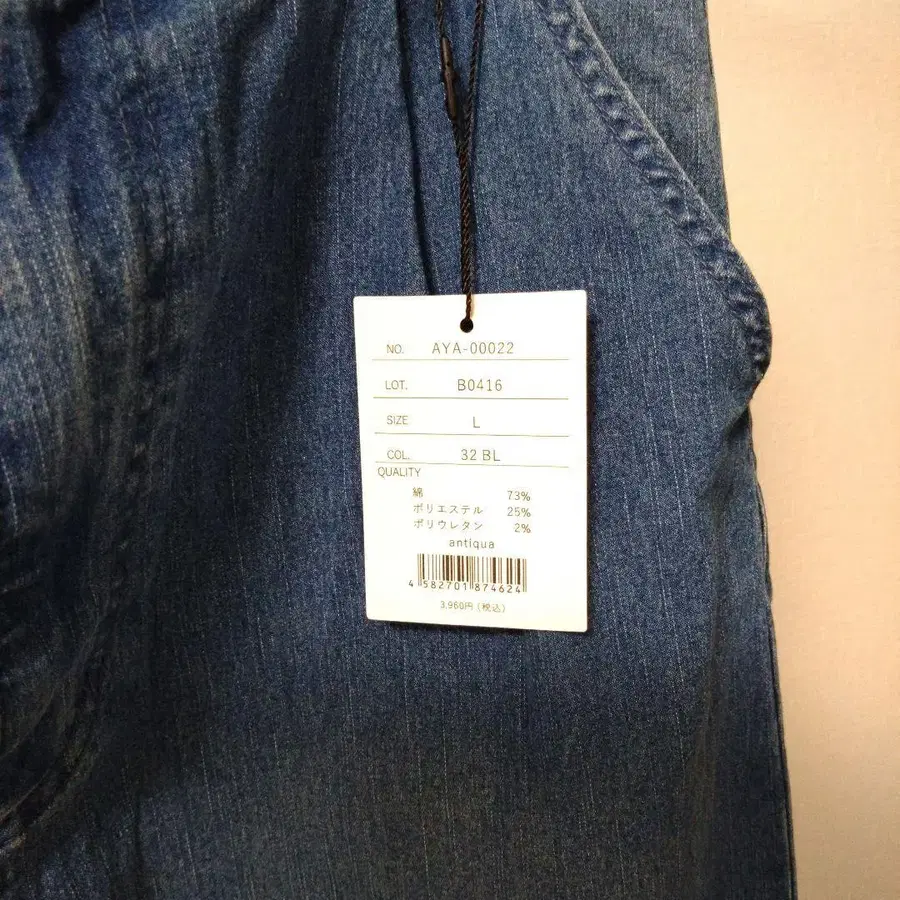 NO. AYA-00022
LOT. B0416
SIZE L
COL. 32 BL
QUALITY
綿 73%
ポリエステル 25%
ポリウレタン 2%
antiqua
4 582701 874624
3,960円(税込)